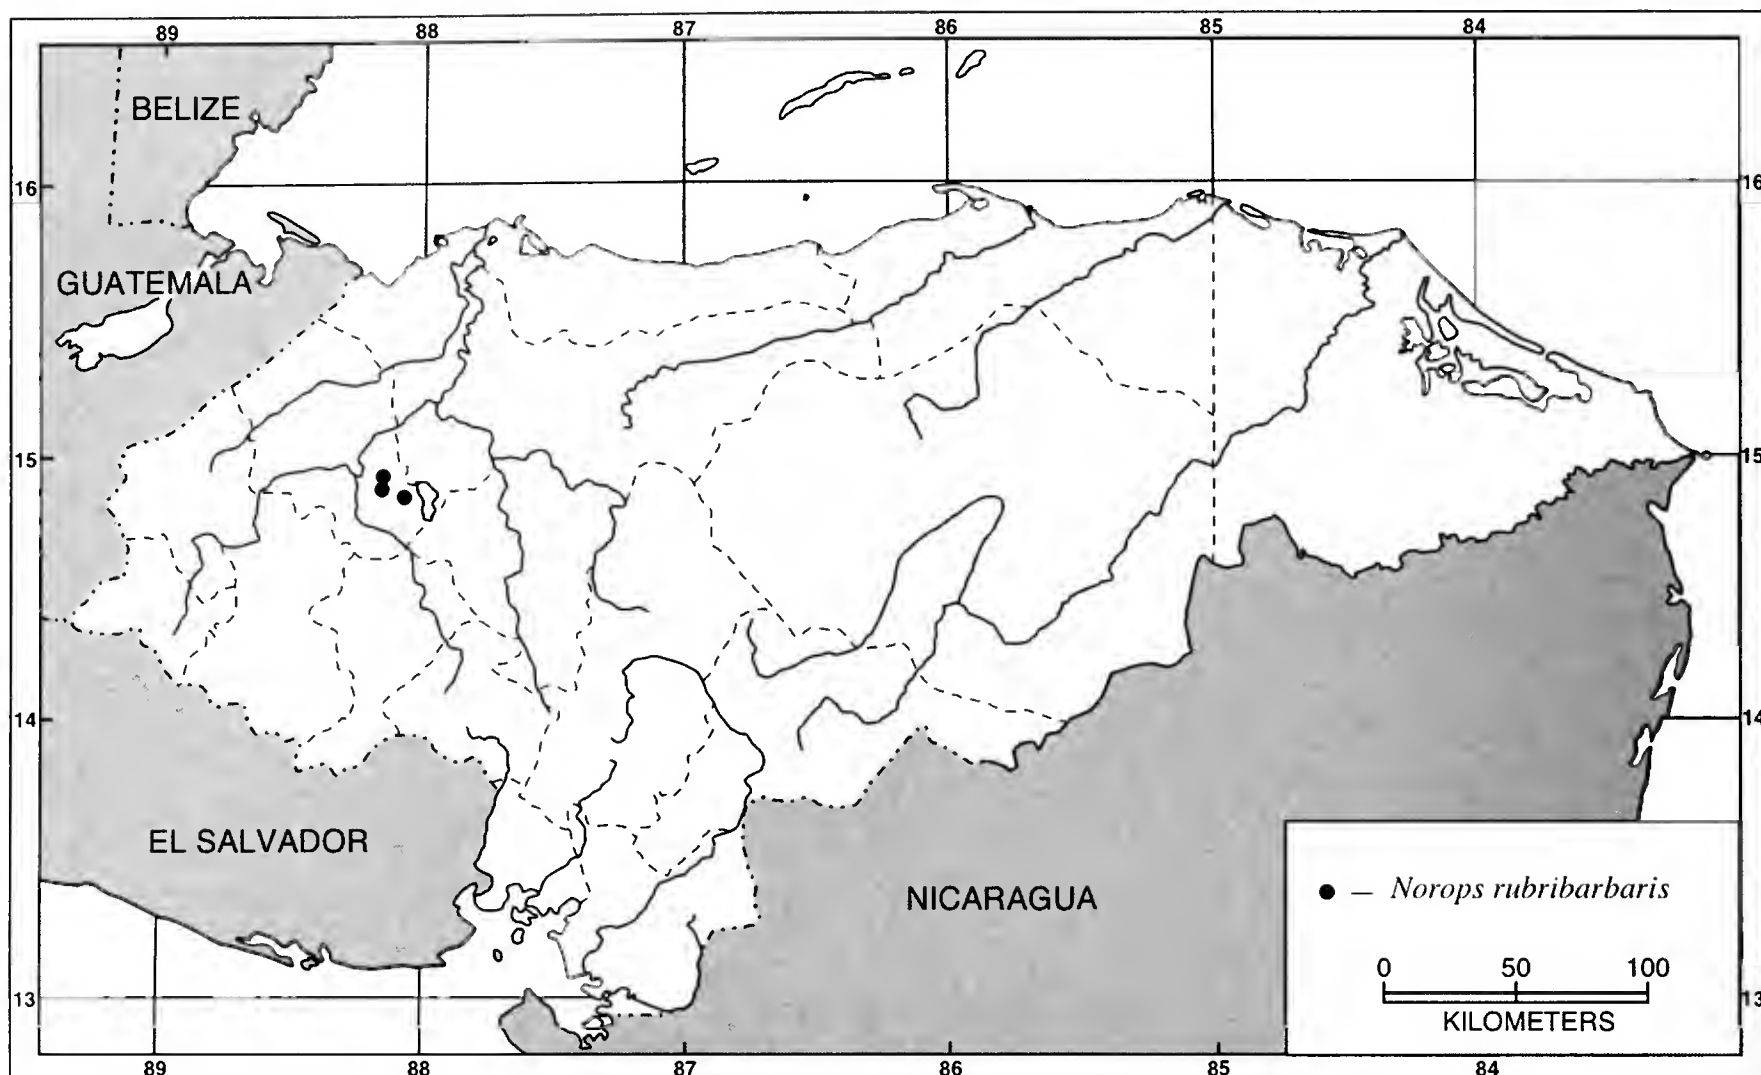 89 88 87 86 85 84
BELIZE
16 16
GUATEMALA
15 15
14 14
EL SALVADOR
NICARAGUA
● — Norops rubribarbaris
0 50 100
KILOMETERS
13 13
89 88 87 86 85 84